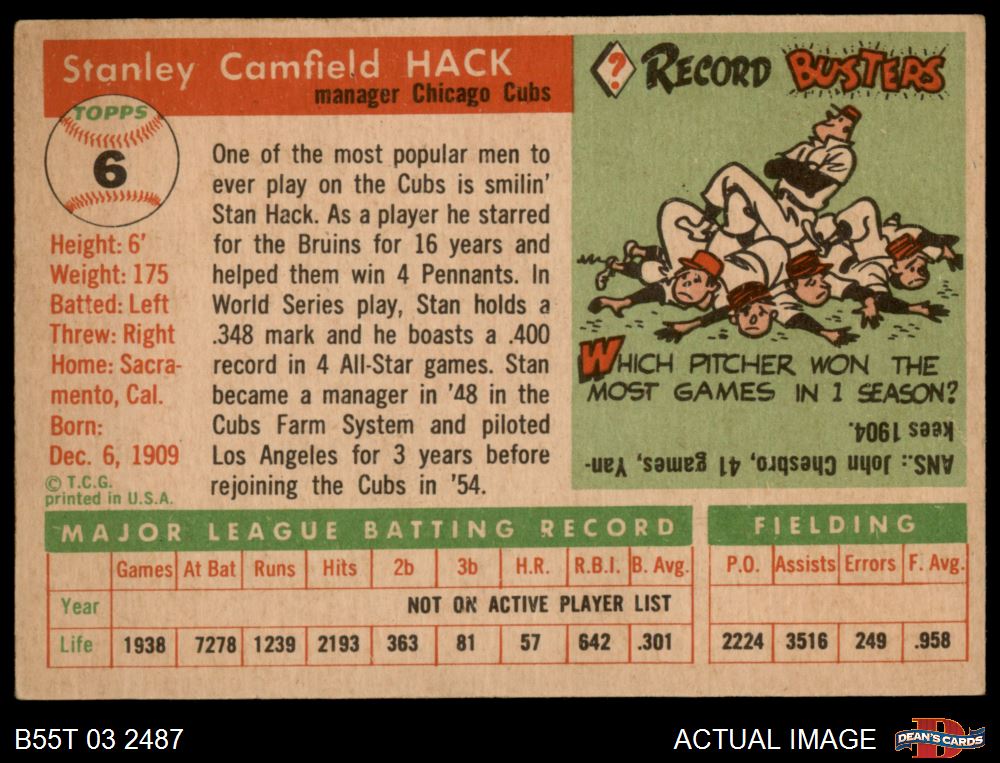 Stanley Camfield HACK
manager Chicago Cubs
TOPPS
6
Height: 6'
Weight: 175
Batted: Left
Threw: Right
Home: Sacra-
mento, Cal.
Born:
Dec. 6, 1909
© T.C.G.
printed in U.S.A.
One of the most popular men to
ever play on the Cubs is smilin'
Stan Hack. As a player he starred
for the Bruins for 16 years and
helped them win 4 Pennants. In
World Series play, Stan holds a
.348 mark and he boasts a .400
record in 4 All-Star games. Stan
became a manager in '48 in the
Cubs Farm System and piloted
Los Angeles for 3 years before
rejoining the Cubs in '54.
? RECORD BUSTERS
WHICH PITCHER WON THE
MOST GAMES IN 1 SEASON?
ANS.: John Chesbro, 41 games, Yan-
kees 1904.
MAJOR LEAGUE BATTING RECORD FIELDING
Games At Bat Runs Hits 2b 3b H.R. R.B.I. B. Avg. P.O. Assists Errors F. Avg.
Year NOT ON ACTIVE PLAYER LIST
Life 1938 7278 1239 2193 363 81 57 642 .301 2224 3516 249 .958
B55T 03 2487 ACTUAL IMAGE DEAN'S CARDS